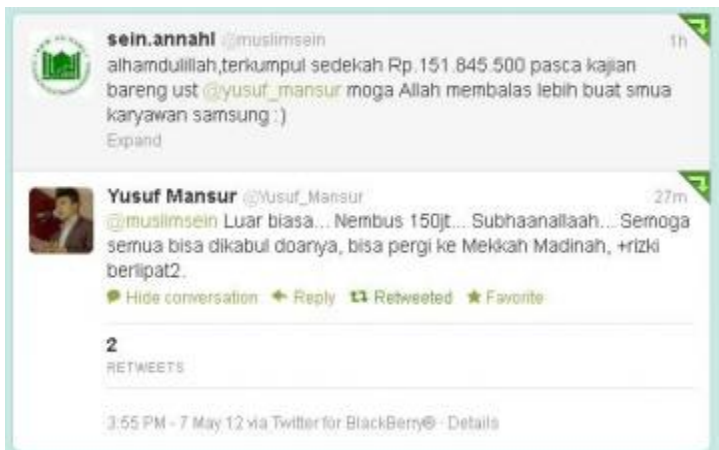 sein.annahl @muslimsein 1h
alhamdulillah,terkumpul sedekah Rp.151.845.500 pasca kajian
bareng ust @yusuf_mansur moga Allah membalas lebih buat smua
karyawan samsung :)
Expand
Yusuf Mansur @Yusuf_Mansur 27m
@muslimsein Luar biasa... Nembus 150jt... Subhaanallaah... Semoga
semua bisa dikabul doanya, bisa pergi ke Mekkah Madinah, +rizki
berlipat2.
Hide conversation Reply Retweeted Favorite
2
RETWEETS
3:55 PM - 7 May 12 via Twitter for BlackBerry® · Details